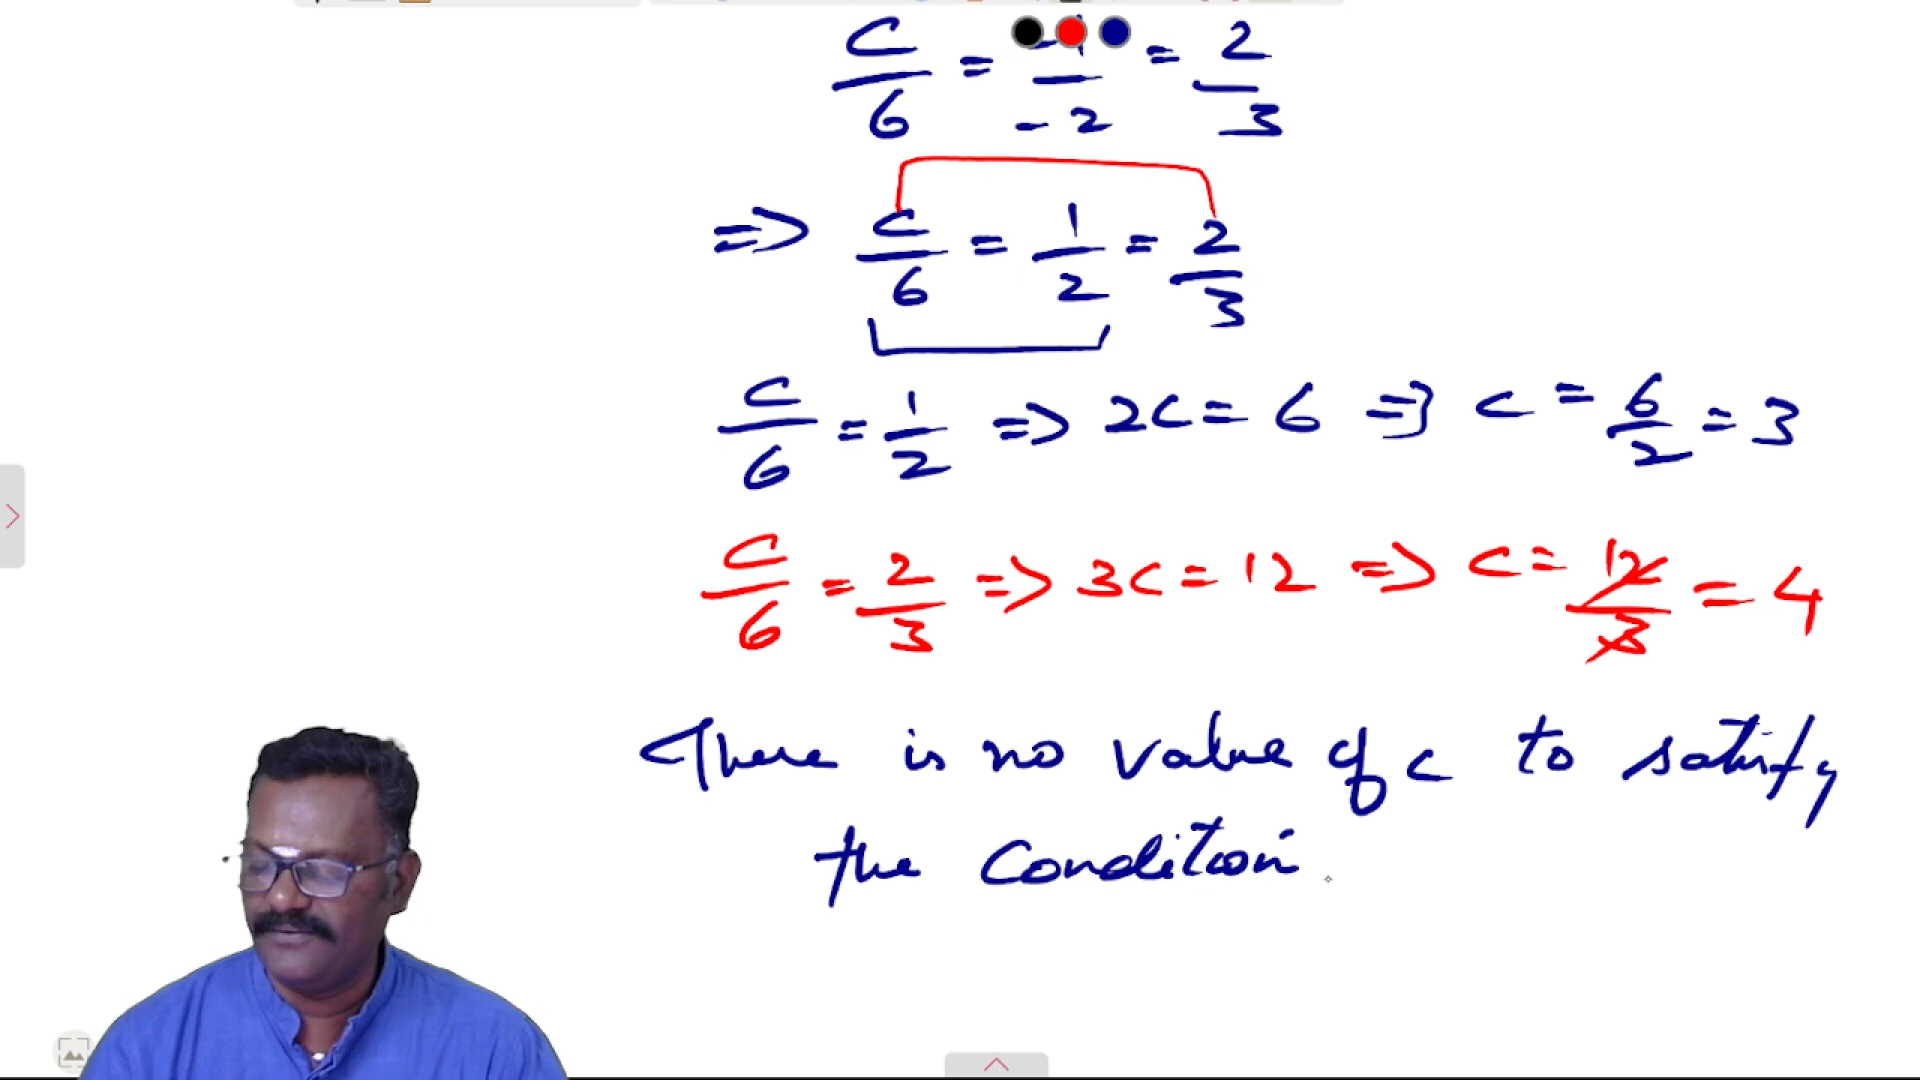 c/6 = -1/-2 = 2/3
=> c/6 = 1/2 = 2/3
c/6 = 1/2 => 2c = 6 => c = 6/2 = 3
c/6 = 2/3 => 3c = 12 => c = 12/3 = 4
There is no value of c to satisfy
the condition.